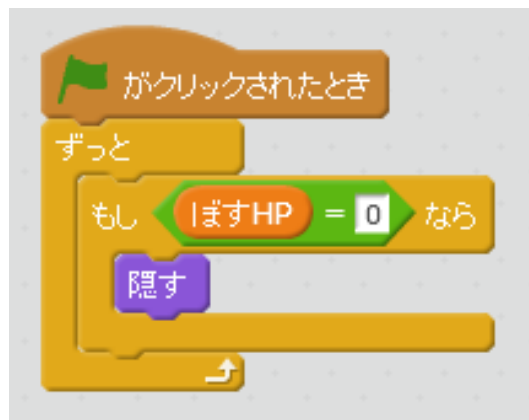 がクリックされたとき
ずっと
もし ぼすHP = 0 なら
隠す